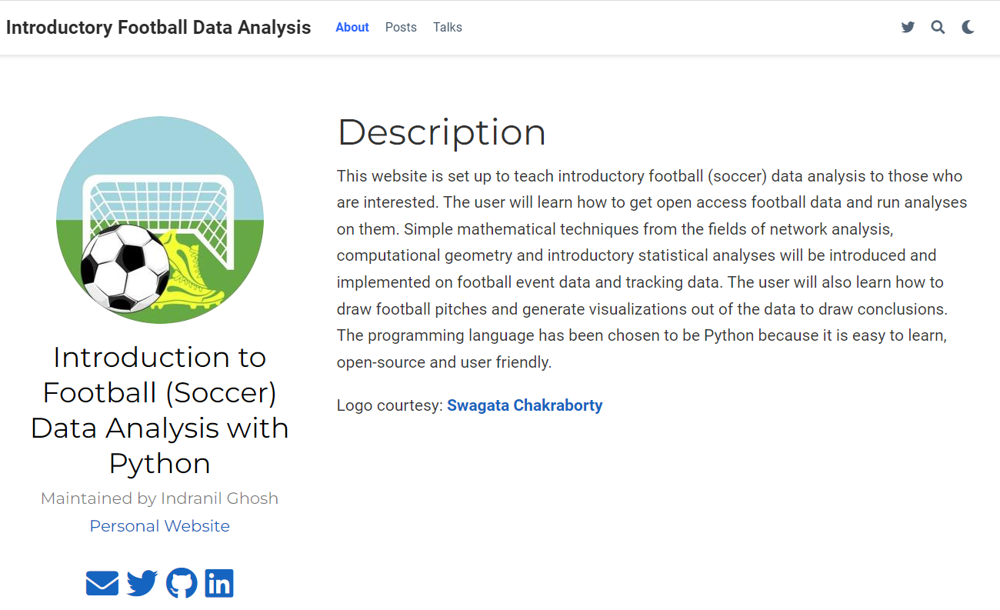 Introductory Football Data Analysis About Posts Talks
Introduction to
Football (Soccer)
Data Analysis with
Python
Maintained by Indranil Ghosh
Personal Website
Description
This website is set up to teach introductory football (soccer) data analysis to those who
are interested. The user will learn how to get open access football data and run analyses
on them. Simple mathematical techniques from the fields of network analysis,
computational geometry and introductory statistical analyses will be introduced and
implemented on football event data and tracking data. The user will also learn how to
draw football pitches and generate visualizations out of the data to draw conclusions.
The programming language has been chosen to be Python because it is easy to learn,
open-source and user friendly.
Logo courtesy: Swagata Chakraborty